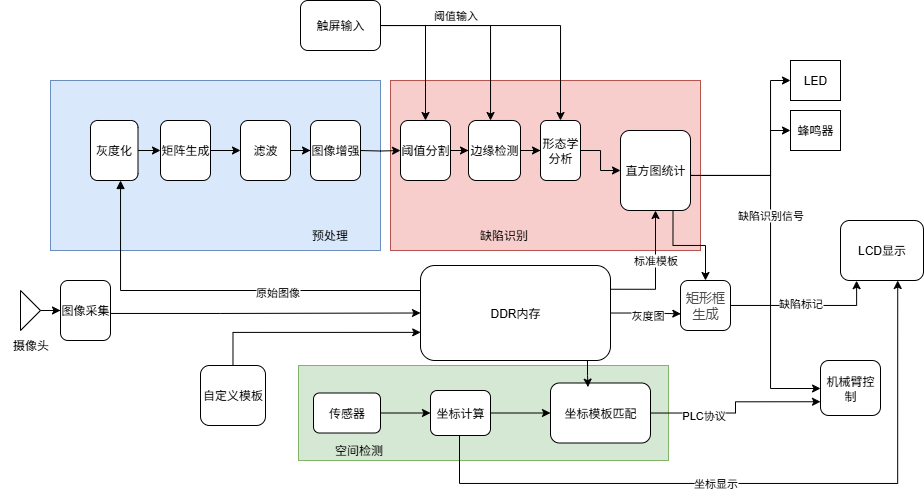 触屏输入
阈值输入
LED
蜂鸣器
灰度化
矩阵生成
滤波
图像增强
阈值分割
边缘检测
形态学
分析
直方图统计
预处理
缺陷识别
缺陷识别信号
LCD显示
标准模板
原始图像
图像采集
摄像头
DDR内存
灰度图
矩形框
生成
缺陷标记
自定义模板
传感器
坐标计算
坐标模板匹配
PLC协议
机械臂控
制
空间检测
坐标显示